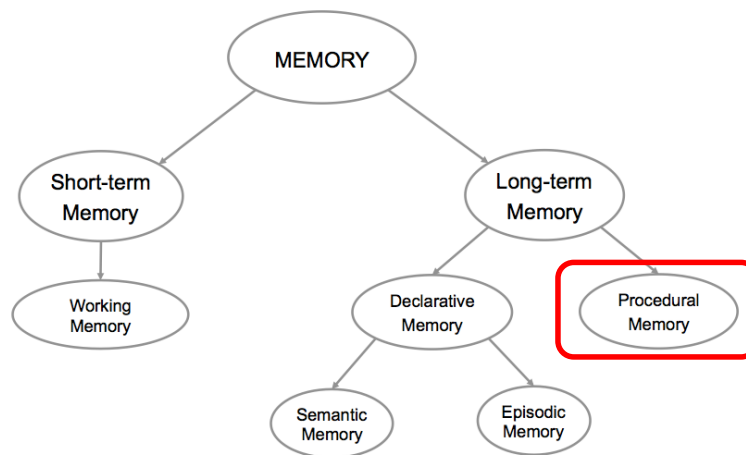 MEMORY
Short-term
Memory
Long-term
Memory
Working
Memory
Declarative
Memory
Procedural
Memory
Semantic
Memory
Episodic
Memory